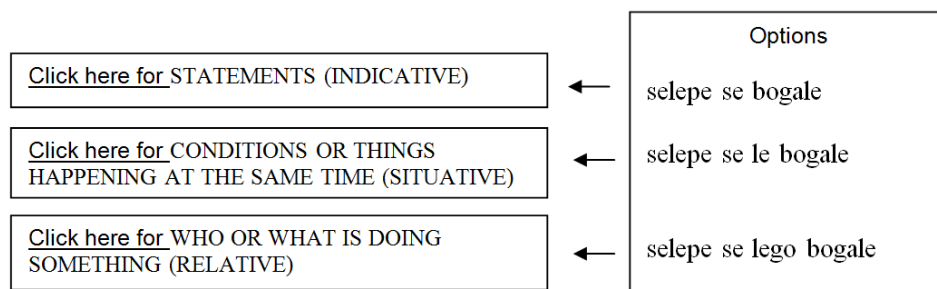 Options
Click here for STATEMENTS (INDICATIVE)
selepe se bogale
Click here for CONDITIONS OR THINGS
HAPPENING AT THE SAME TIME (SITUATIVE)
selepe se le bogale
Click here for WHO OR WHAT IS DOING
SOMETHING (RELATIVE)
selepe se lego bogale